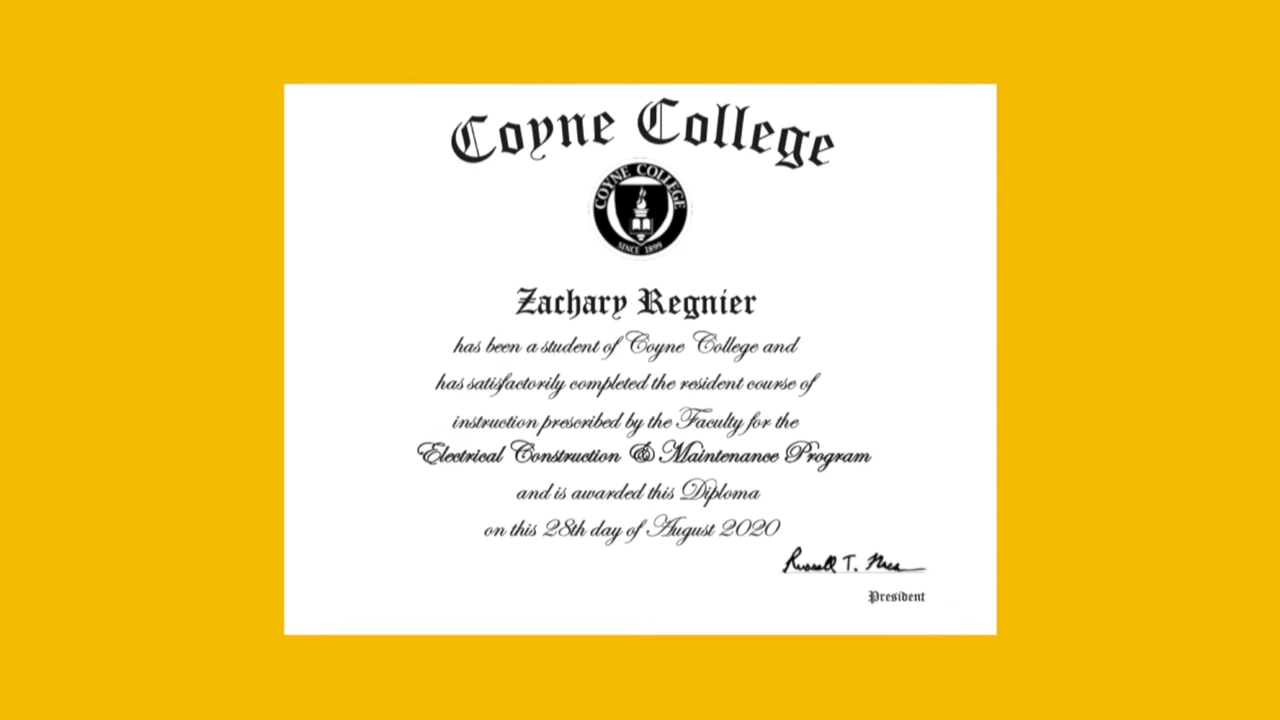 Coyne College
COYNE COLLEGE
SINCE 1899
Zachary Regnier
has been a student of Coyne College and
has satisfactorily completed the resident course of
instruction prescribed by the Faculty for the
Electrical Construction & Maintenance Program
and is awarded this Diploma
on this 28th day of August 2020
Russell T.
President